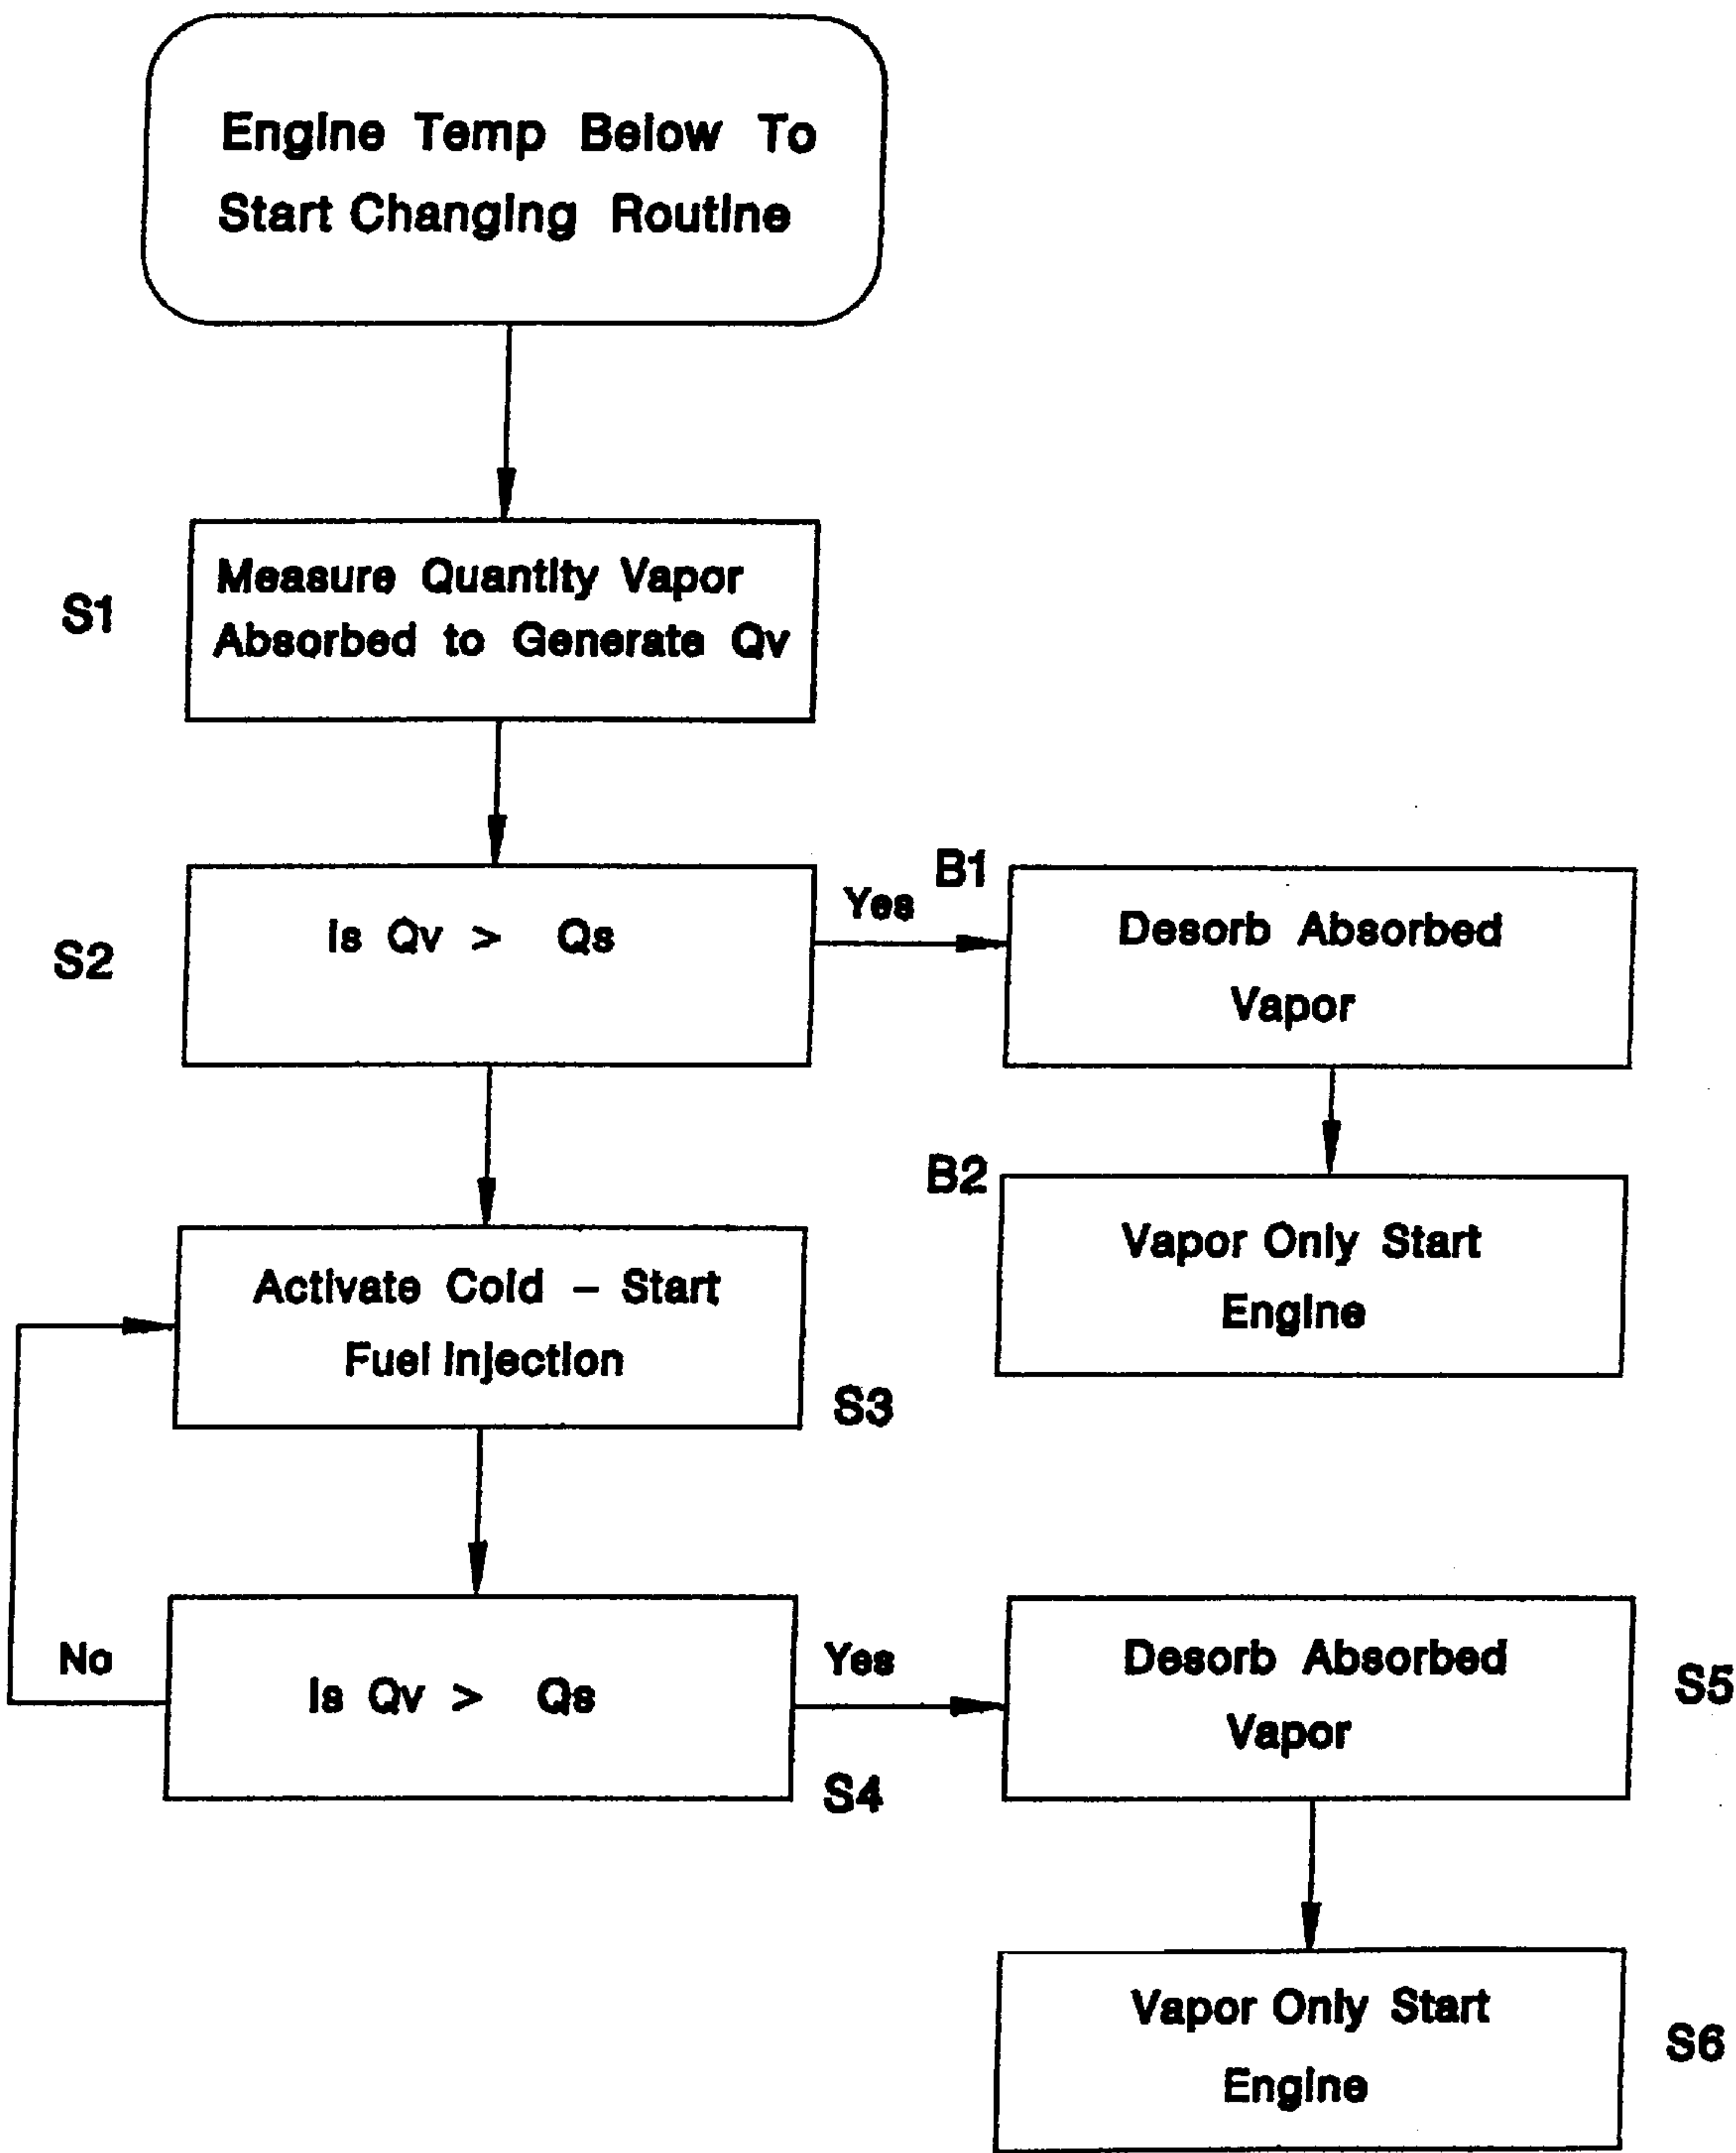 Engine Temp Below To
Start Changing Routine
S1
Measure Quantity Vapor
Absorbed to Generate Qv
S2
Is Qv > Qs
Yes
B1
Desorb Absorbed
Vapor
B2
Vapor Only Start
Engine
Activate Cold – Start
Fuel Injection
S3
No
Is Qv > Qs
S4
Yes
Desorb Absorbed
Vapor
S5
Vapor Only Start
Engine
S6